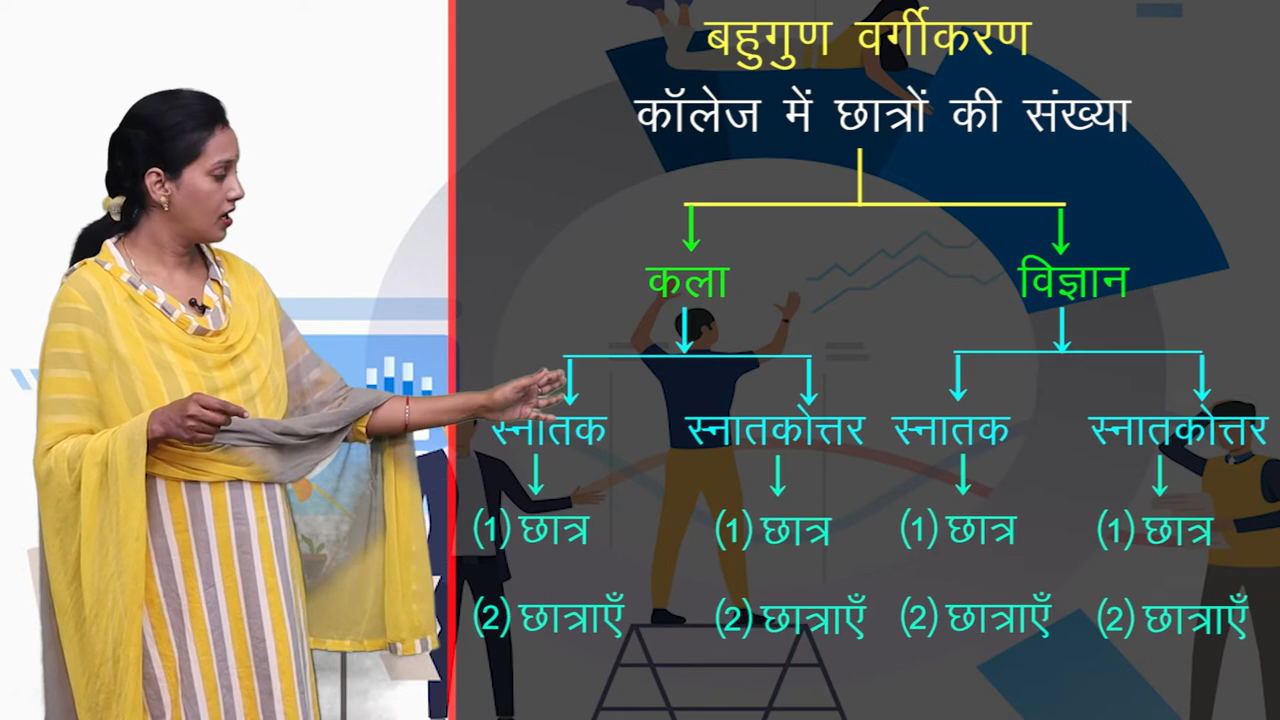 बहुगुण वर्गीकरण
कॉलेज में छात्रों की संख्या
कला विज्ञान
स्नातक स्नातकोत्तर स्नातक स्नातकोत्तर
(1) छात्र (1) छात्र (1) छात्र (1) छात्र
(2) छात्राएँ (2) छात्राएँ (2) छात्राएँ (2) छात्राएँ